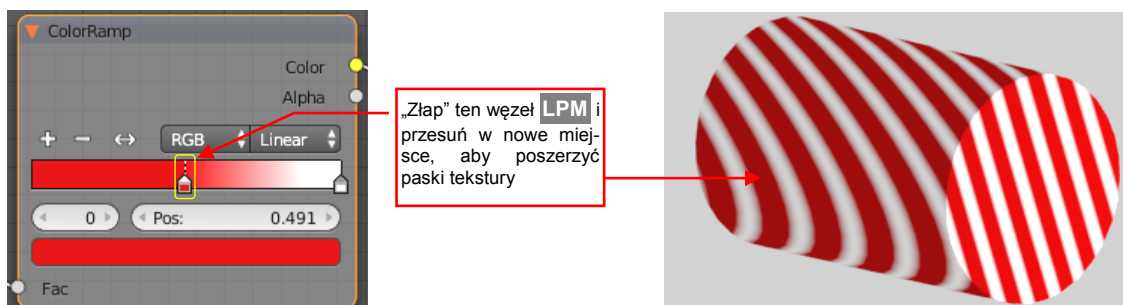 ColorRamp
Color
Alpha
RGB Linear
0 Pos: 0.491
Fac
„Złap” ten węzeł LPM i
przesuń w nowe miej-
sce, aby poszerzyć
paski tekstury